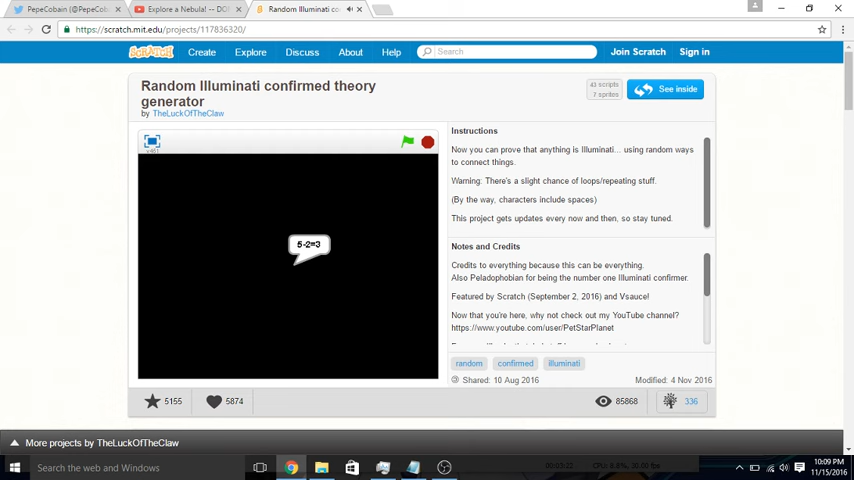 PepeCobain (@PepeCob
Explore a Nebula! -- DO
Random Illuminati co
https://scratch.mit.edu/projects/117836320/
SCRATCH Create Explore Discuss About Help Search Join Scratch Sign in
Random Illuminati confirmed theory
generator
by TheLuckOfTheClaw
43 scripts
7 sprites
See inside
v461
5-2=3
Instructions
Now you can prove that anything is Illuminati... using random ways
to connect things.
Warning: There's a slight chance of loops/repeating stuff.
(By the way, characters include spaces)
This project gets updates every now and then, so stay tuned.
Notes and Credits
Credits to everything because this can be everything.
Also Peladophobian for being the number one Illuminati confirmer.
Featured by Scratch (September 2, 2016) and Vsauce!
Now that you're here, why not check out my YouTube channel?
https://www.youtube.com/user/PetStarPlanet
random confirmed illuminati
Shared: 10 Aug 2016 Modified: 4 Nov 2016
5155 5874 85868 336
More projects by TheLuckOfTheClaw
Search the web and Windows
10:09 PM
11/15/2016